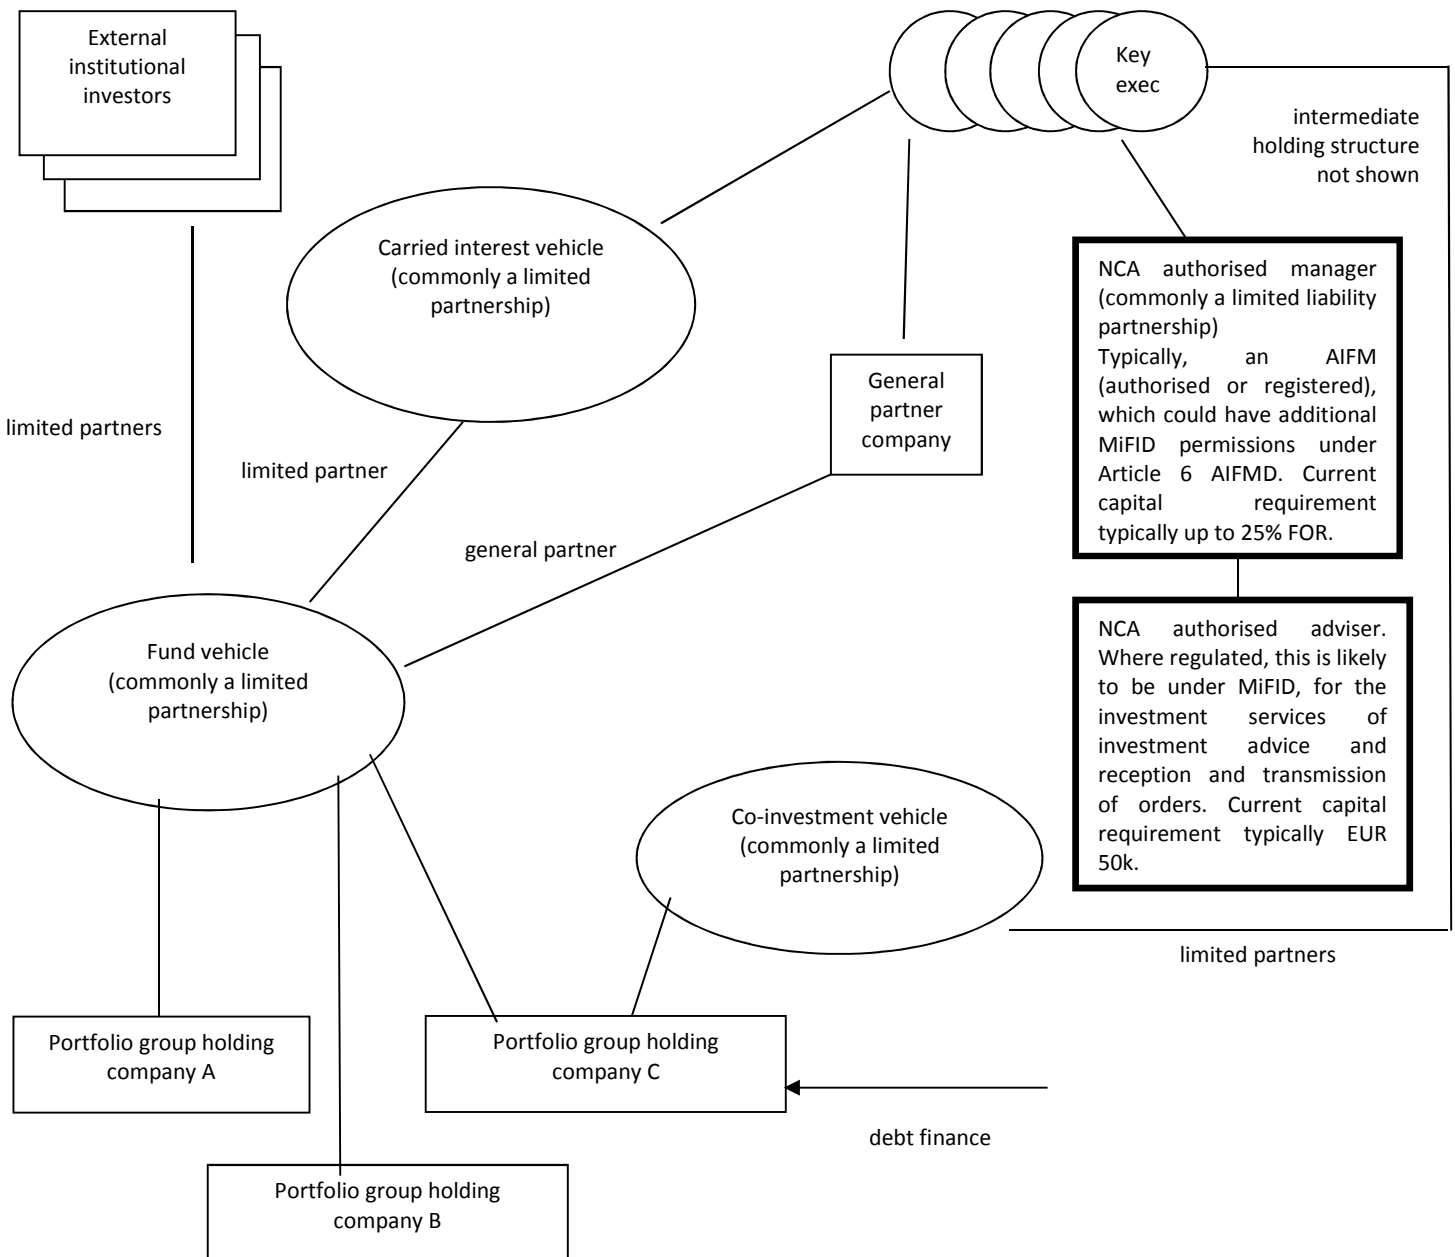 External
institutional
investors
Key
exec
intermediate
holding structure
not shown
Carried interest vehicle
(commonly a limited
partnership)
NCA authorised manager
(commonly a limited liability
partnership)
Typically, an AIFM
(authorised or registered),
which could have additional
MiFID permissions under
Article 6 AIFMD. Current
capital requirement
typically up to 25% FOR.
General
partner
company
limited partners
limited partner
general partner
NCA authorised adviser.
Where regulated, this is likely
to be under MiFID, for the
investment services of
investment advice and
reception and transmission
of orders. Current capital
requirement typically EUR
50k.
Fund vehicle
(commonly a limited
partnership)
Co-investment vehicle
(commonly a limited
partnership)
limited partners
Portfolio group holding
company A
Portfolio group holding
company C
debt finance
Portfolio group holding
company B